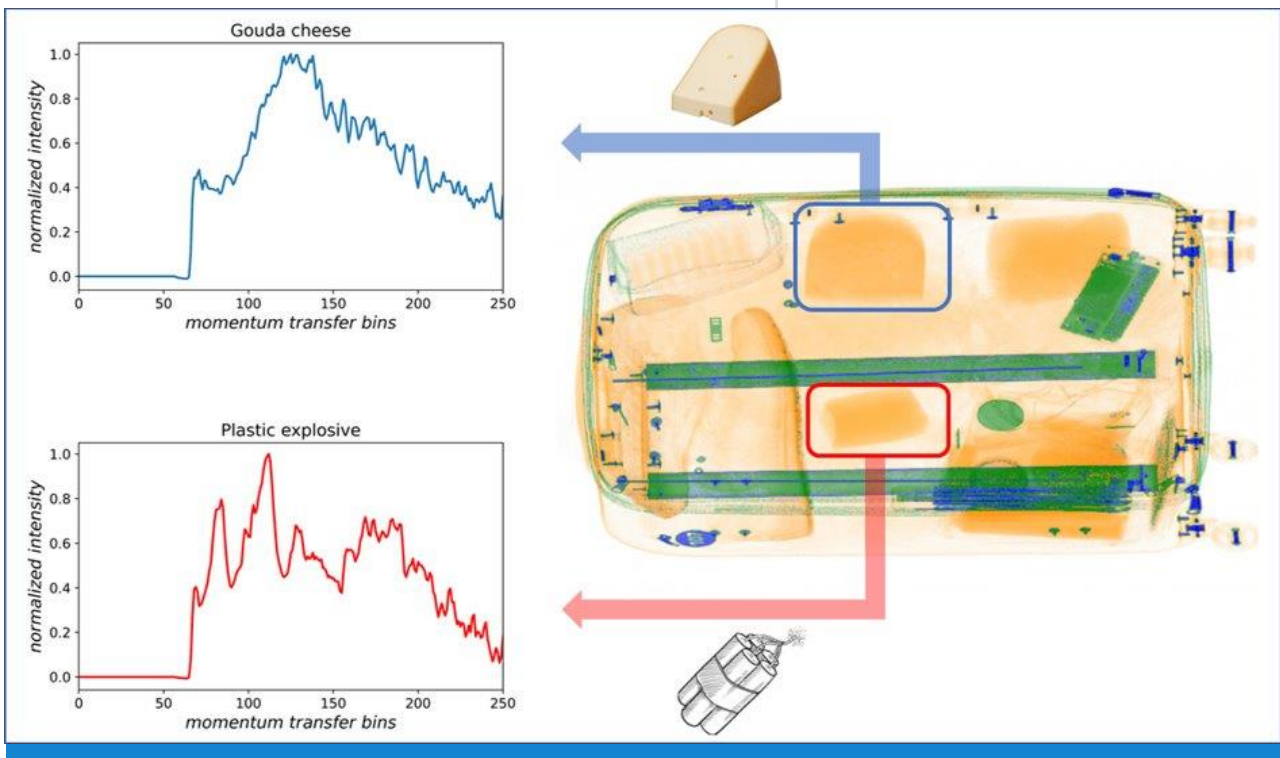 Gouda cheese
1.0
0.8
0.6
0.4
0.2
0.0
normalized intensity
0 50 100 150 200 250
momentum transfer bins
Plastic explosive
1.0
0.8
0.6
0.4
0.2
0.0
normalized intensity
0 50 100 150 200 250
momentum transfer bins